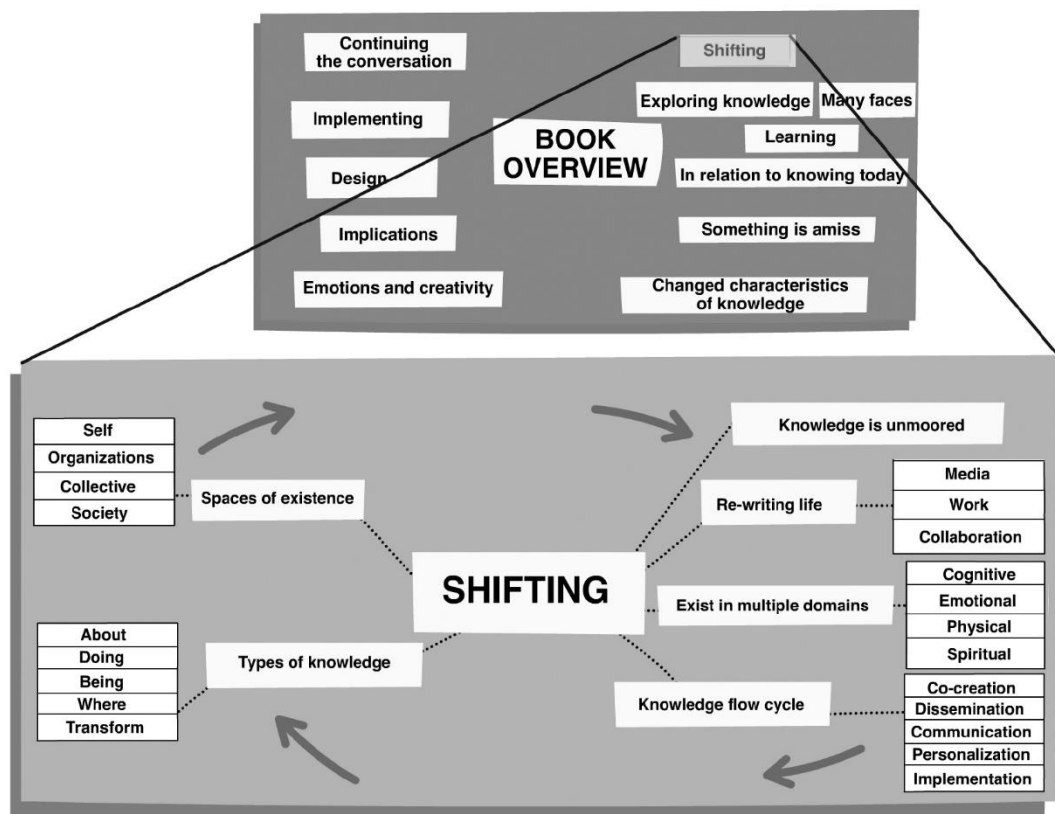 Continuing
the conversation
Implementing
Design
Implications
Emotions and creativity
BOOK
OVERVIEW
Shifting
Exploring knowledge
Many faces
Learning
In relation to knowing today
Something is amiss
Changed characteristics
of knowledge
Self
Organizations
Collective
Society
Spaces of existence
About
Doing
Being
Where
Transform
Types of knowledge
SHIFTING
Knowledge is unmoored
Re-writing life
Media
Work
Collaboration
Exist in multiple domains
Cognitive
Emotional
Physical
Spiritual
Knowledge flow cycle
Co-creation
Dissemination
Communication
Personalization
Implementation